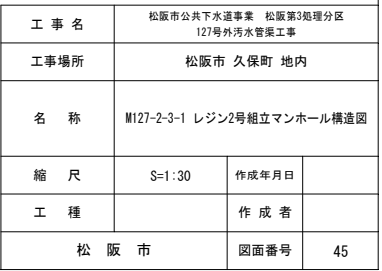 工事名 松阪市公共下水道事業 松阪第3処理分区
127号外汚水管渠工事
工事場所 松阪市 久保町 地内
名称 M127-2-3-1 レジン2号組立マンホール構造図
縮尺 S=1:30 作成年月日
工種 作成者
松阪市 図面番号 45